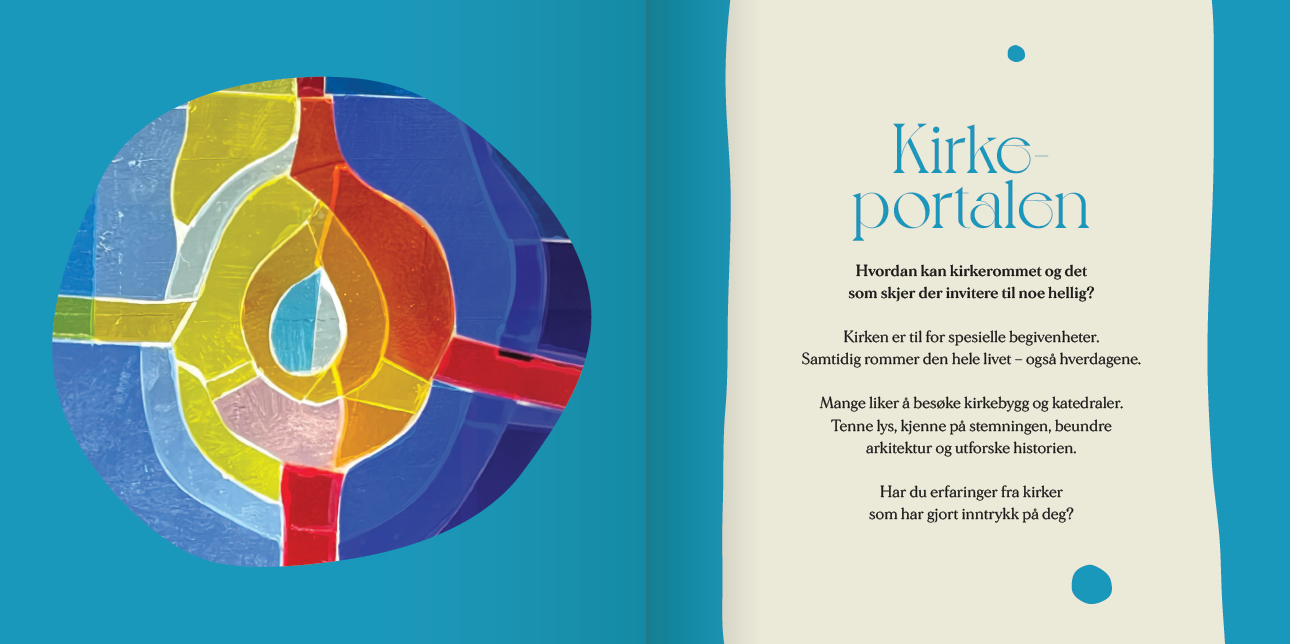 Kirke-
portalen
Hvordan kan kirkerommet og det
som skjer der invitere til noe hellig?
Kirken er til for spesielle begivenheter.
Samtidig rommer den hele livet – også hverdagene.
Mange liker å besøke kirkebygg og katedraler.
Tenne lys, kjenne på stemningen, beundre
arkitektur og utforske historien.
Har du erfaringer fra kirker
som har gjort inntrykk på deg?